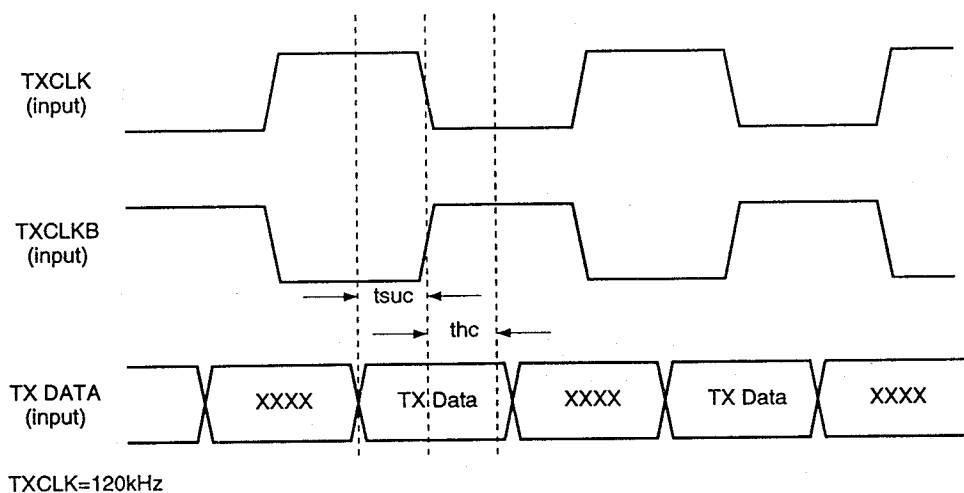 TXCLK
(input)
TXCLKB
(input)
tsuc
thc
TX DATA
(input)
XXXX
TX Data
XXXX
TX Data
XXXX
TXCLK=120kHz